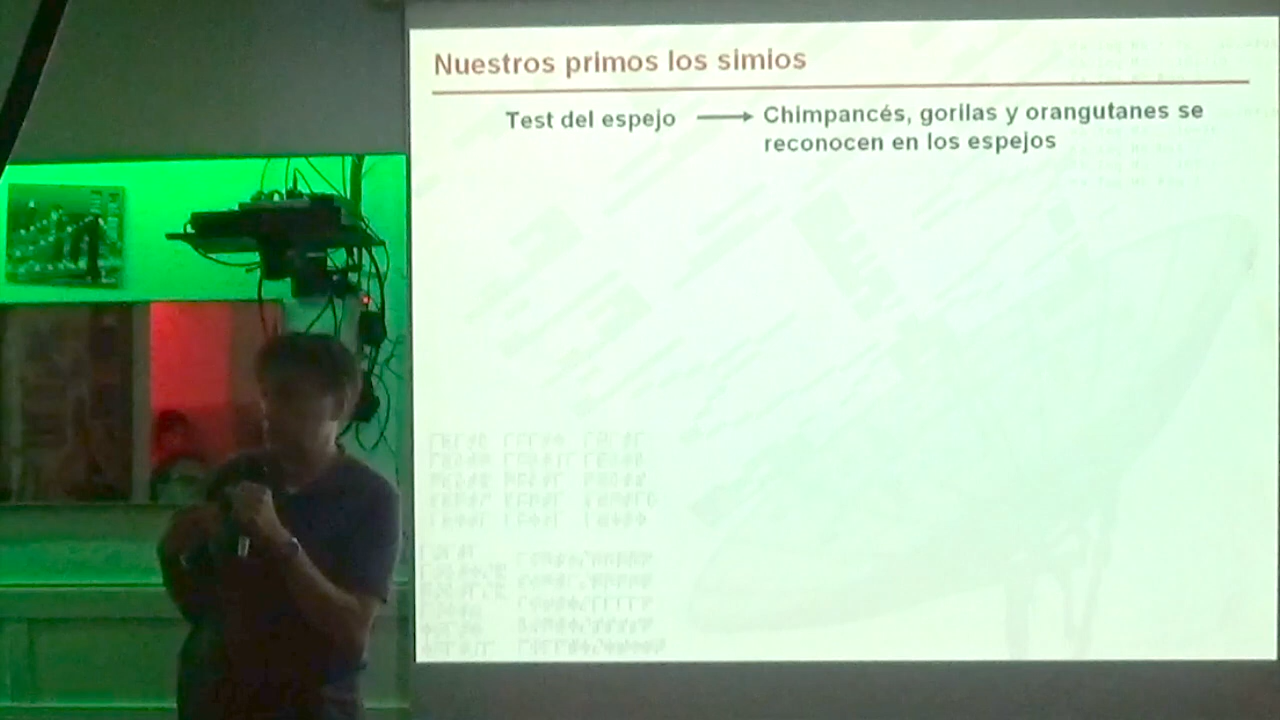 Nuestros primos los simios
Test del espejo
Chimpancés, gorilas y orangutanes se
reconocen en los espejos